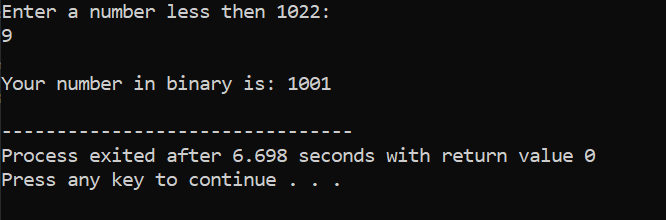 Enter a number less then 1022:
9
Your number in binary is: 1001
--------------------------------
Process exited after 6.698 seconds with return value 0
Press any key to continue . . .